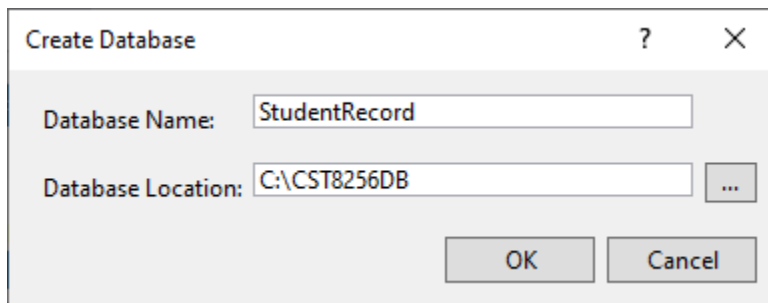 Create Database ?
Database Name: StudentRecord
Database Location: C:\CST8256DB ...
OK Cancel